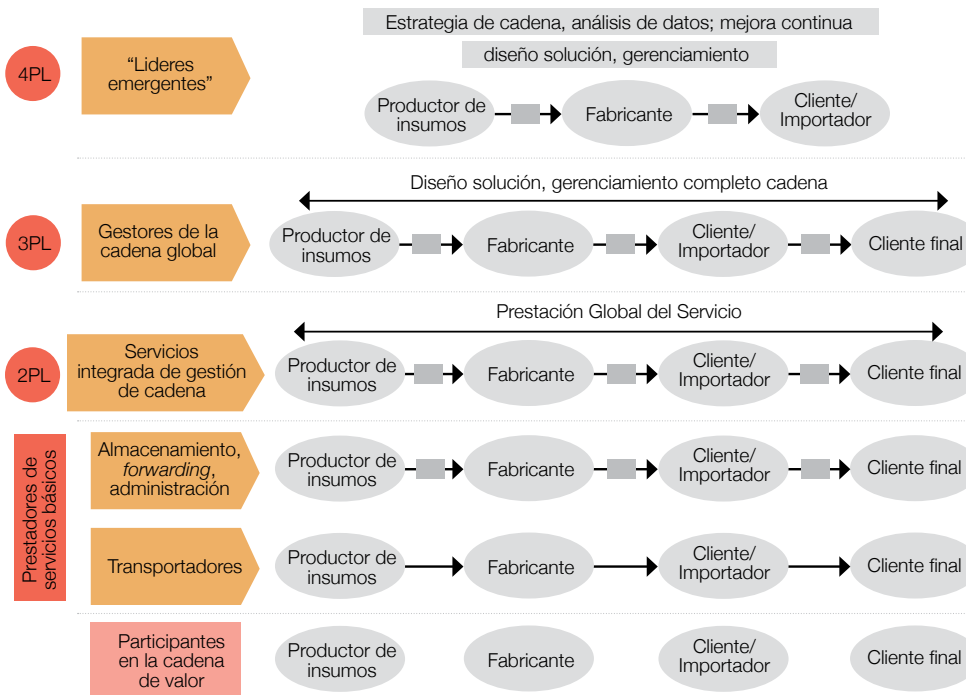 Estrategia de cadena, análisis de datos; mejora continua
diseño solución, gerenciamiento
4PL
“Lideres
emergentes”
Productor de
insumos
Fabricante
Cliente/
Importador
Diseño solución, gerenciamiento completo cadena
3PL
Gestores de la
cadena global
Productor de
insumos
Fabricante
Cliente/
Importador
Cliente final
Prestación Global del Servicio
2PL
Servicios
integrada de gestión
de cadena
Productor de
insumos
Fabricante
Cliente/
Importador
Cliente final
Prestadores de
servicios básicos
Almacenamiento,
forwarding,
administración
Productor de
insumos
Fabricante
Cliente/
Importador
Cliente final
Transportadores
Productor de
insumos
Fabricante
Cliente/
Importador
Cliente final
Participantes
en la cadena
de valor
Productor de
insumos
Fabricante
Cliente/
Importador
Cliente final